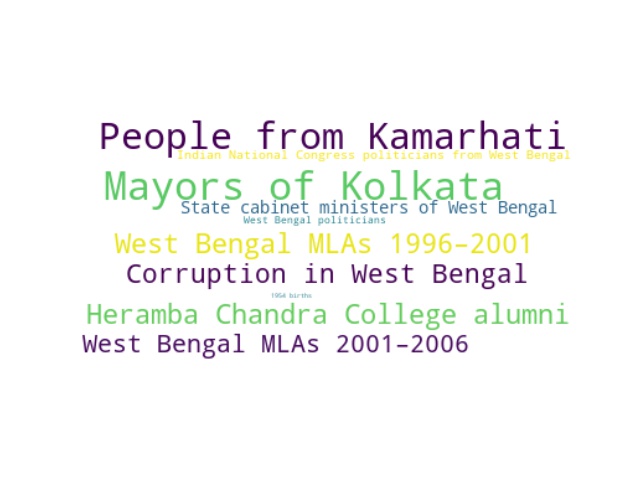 People from Kamarhati
Indian National Congress politicians from West Bengal
Mayors of Kolkata
State cabinet ministers of West Bengal
West Bengal politicians
West Bengal MLAs 1996–2001
Corruption in West Bengal
1954 births
Heramba Chandra College alumni
West Bengal MLAs 2001–2006